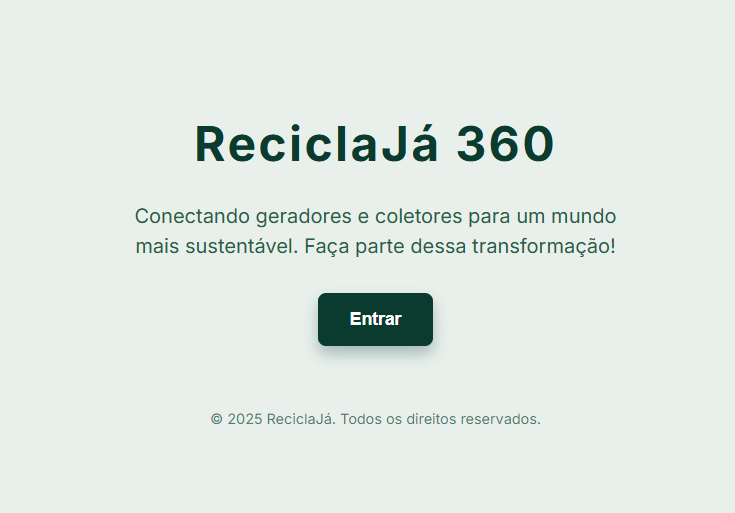 ReciclaJá 360
Conectando geradores e coletores para um mundo
mais sustentável. Faça parte dessa transformação!
Entrar
© 2025 ReciclaJá. Todos os direitos reservados.